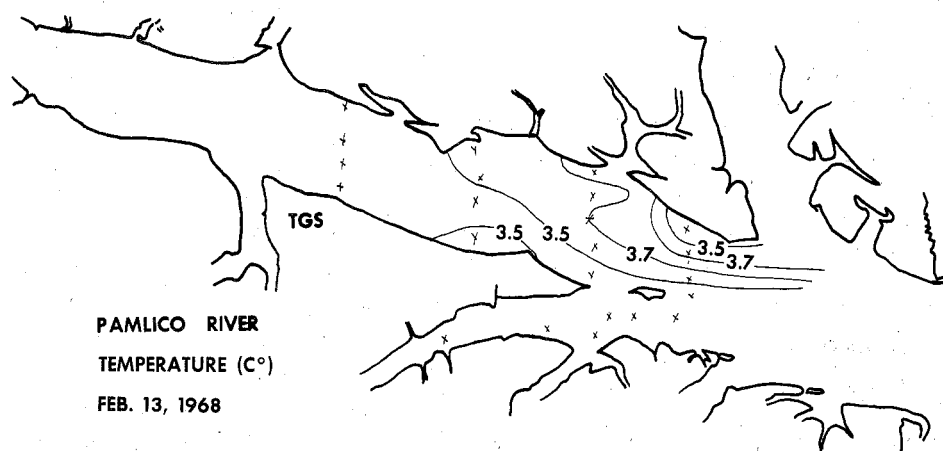 TGS
3.5
3.5
3.7
3.5
3.7
PAMLICO RIVER
TEMPERATURE (C°)
FEB. 13, 1968